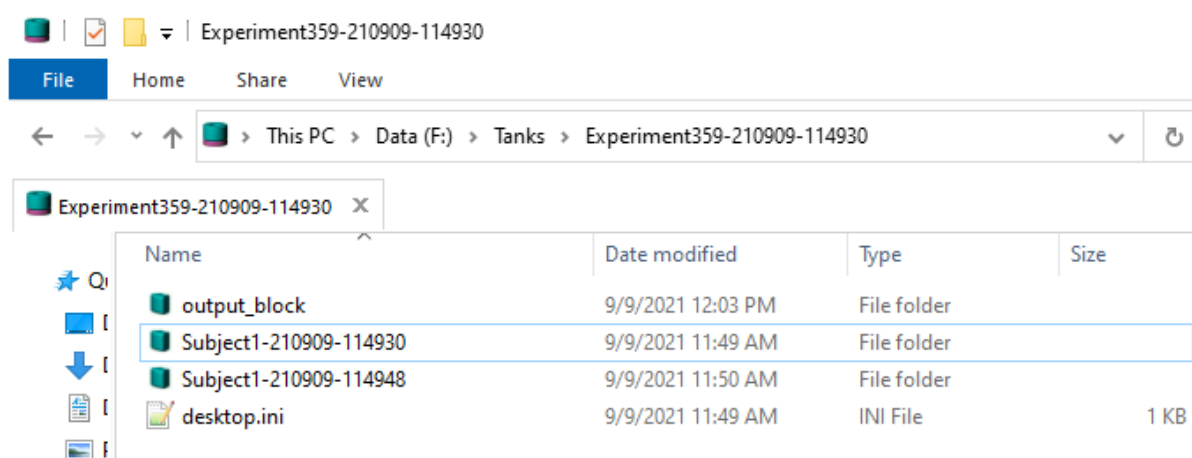 Experiment359-210909-114930
File Home Share View
This PC > Data (F:) > Tanks > Experiment359-210909-114930
Experiment359-210909-114930
Name Date modified Type Size
output_block 9/9/2021 12:03 PM File folder
Subject1-210909-114930 9/9/2021 11:49 AM File folder
Subject1-210909-114948 9/9/2021 11:50 AM File folder
desktop.ini 9/9/2021 11:49 AM INI File 1 KB